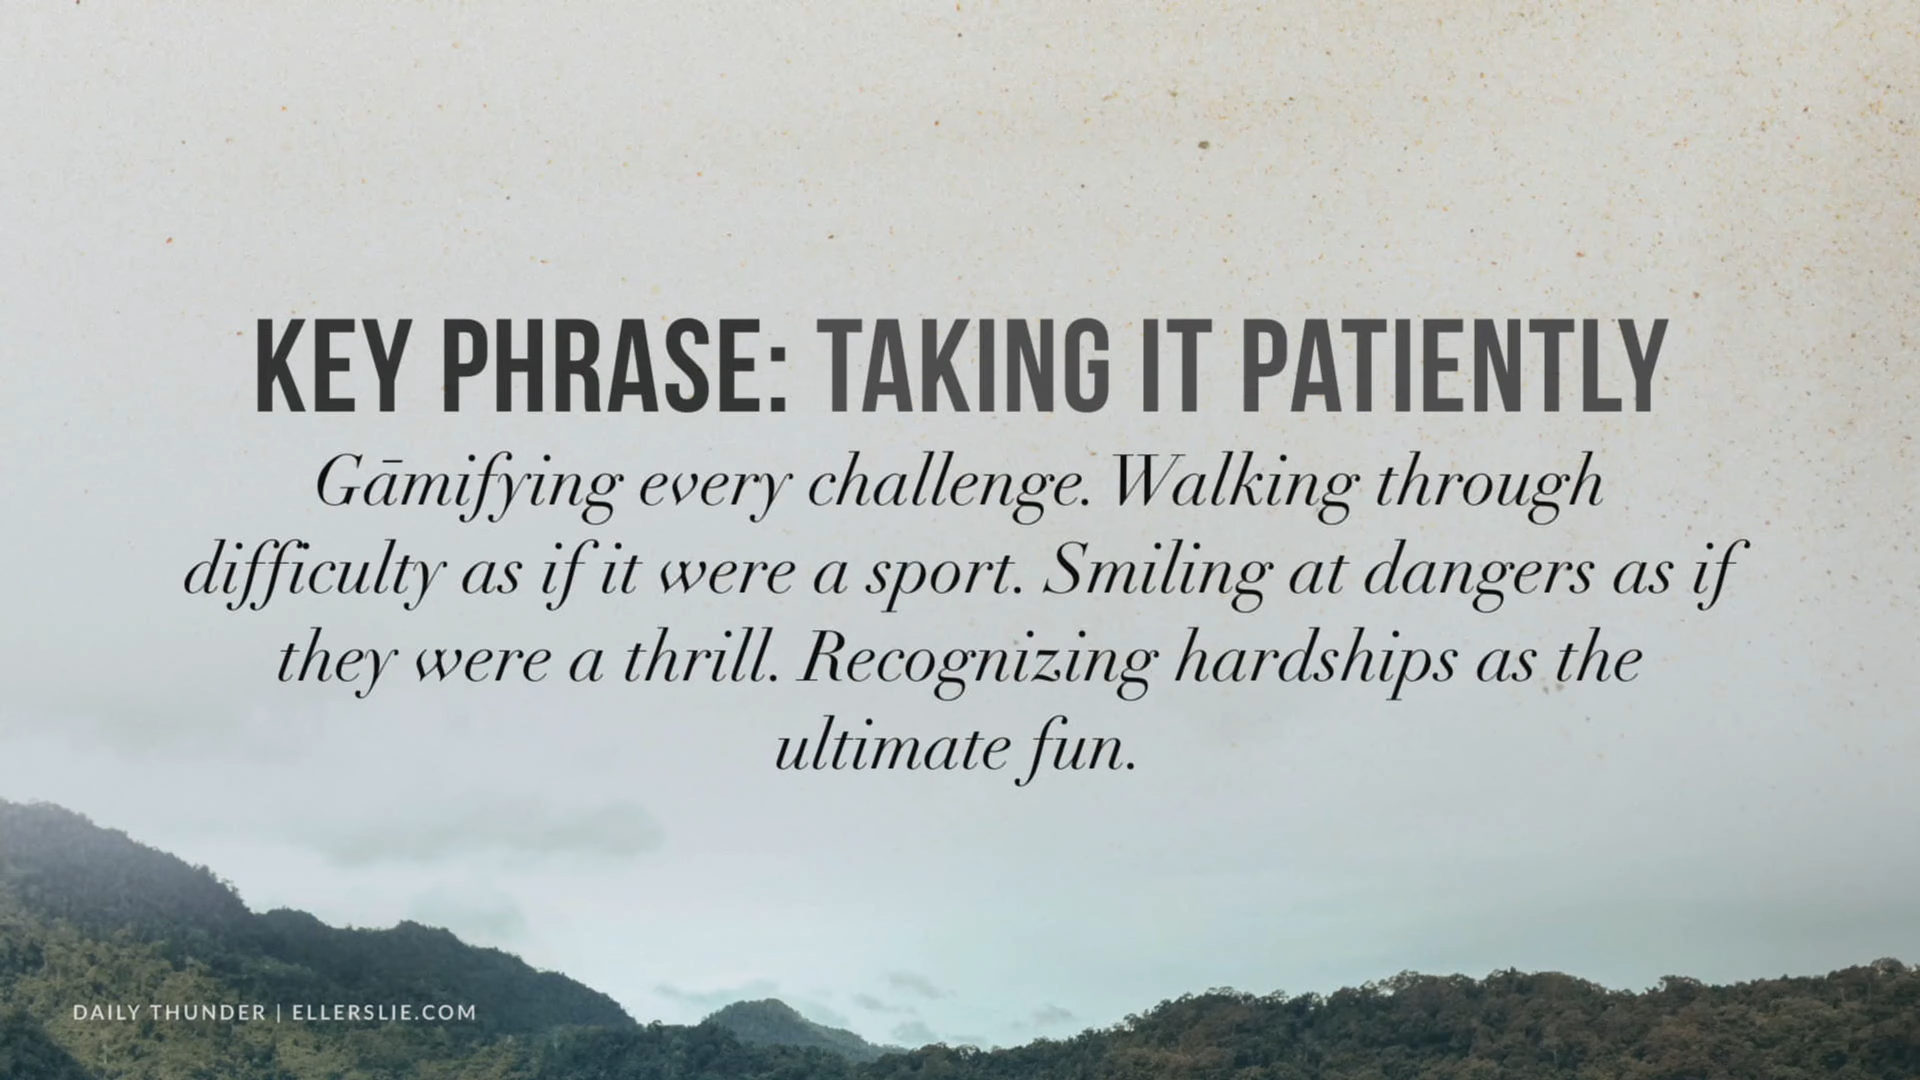 KEY PHRASE: TAKING IT PATIENTLY
Gāmifying every challenge. Walking through
difficulty as if it were a sport. Smiling at dangers as if
they were a thrill. Recognizing hardships as the
ultimate fun.
DAILY THUNDER | ELLERSLIE.COM